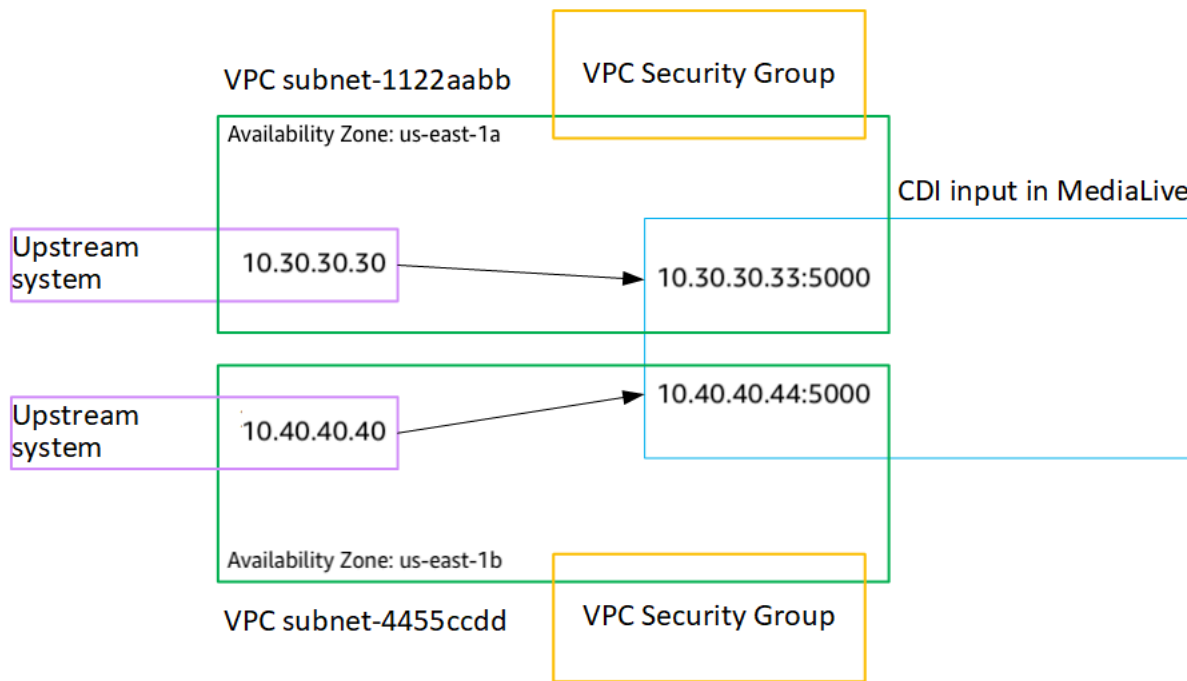 VPC subnet-1122aabb
VPC Security Group
Availability Zone: us-east-1a
CDI input in MediaLive
Upstream
system
10.30.30.30
10.30.30.33:5000
10.40.40.44:5000
Upstream
system
10.40.40.40
Availability Zone: us-east-1b
VPC subnet-4455ccdd
VPC Security Group